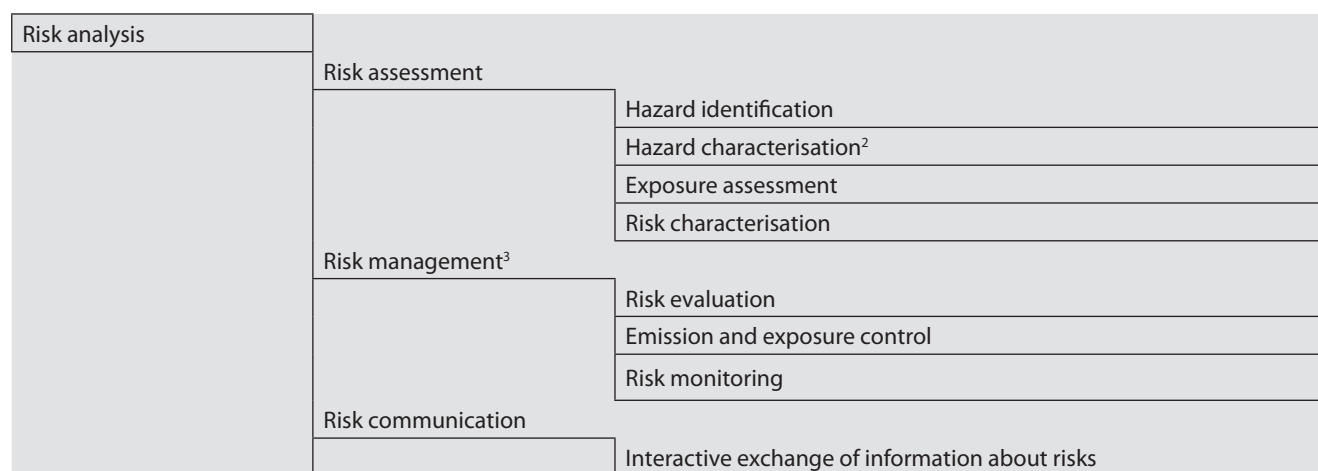 Risk analysis
Risk assessment
Hazard identification
Hazard characterisation²
Exposure assessment
Risk characterisation
Risk management³
Risk evaluation
Emission and exposure control
Risk monitoring
Risk communication
Interactive exchange of information about risks